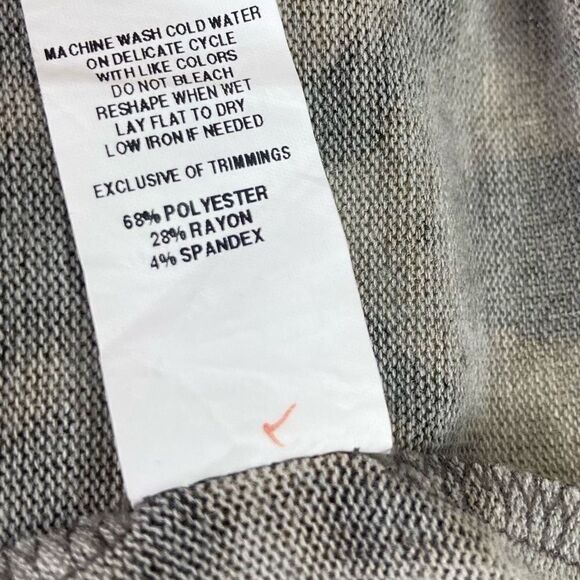 MACHINE WASH COLD WATER
ON DELICATE CYCLE
WITH LIKE COLORS
DO NOT BLEACH
RESHAPE WHEN WET
LAY FLAT TO DRY
LOW IRON IF NEEDED
EXCLUSIVE OF TRIMMINGS
68% POLYESTER
28% RAYON
4% SPANDEX